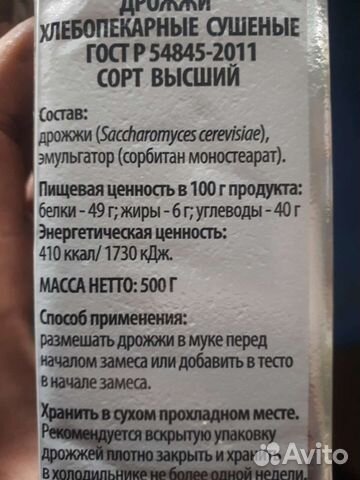 ДРОЖЖИ
ХЛЕБОПЕКАРНЫЕ СУШЕНЫЕ
ГОСТ Р 54845-2011
СОРТ ВЫСШИЙ
Состав:
дрожжи (Saccharomyces cerevisiae),
эмульгатор (сорбитан моностеарат).
Пищевая ценность в 100 г продукта:
белки - 49 г; жиры - 6 г; углеводы - 40 г
Энергетическая ценность:
410 ккал/ 1730 кДж.
МАССА НЕТТО: 500 Г
Способ применения:
размешать дрожжи в муке перед
началом замеса или добавить в тесто
в начале замеса.
Хранить в сухом прохладном месте.
Рекомендуется вскрытую упаковку
дрожжей плотно закрыть и хранить
в холодильнике не более одной недели.
Avito